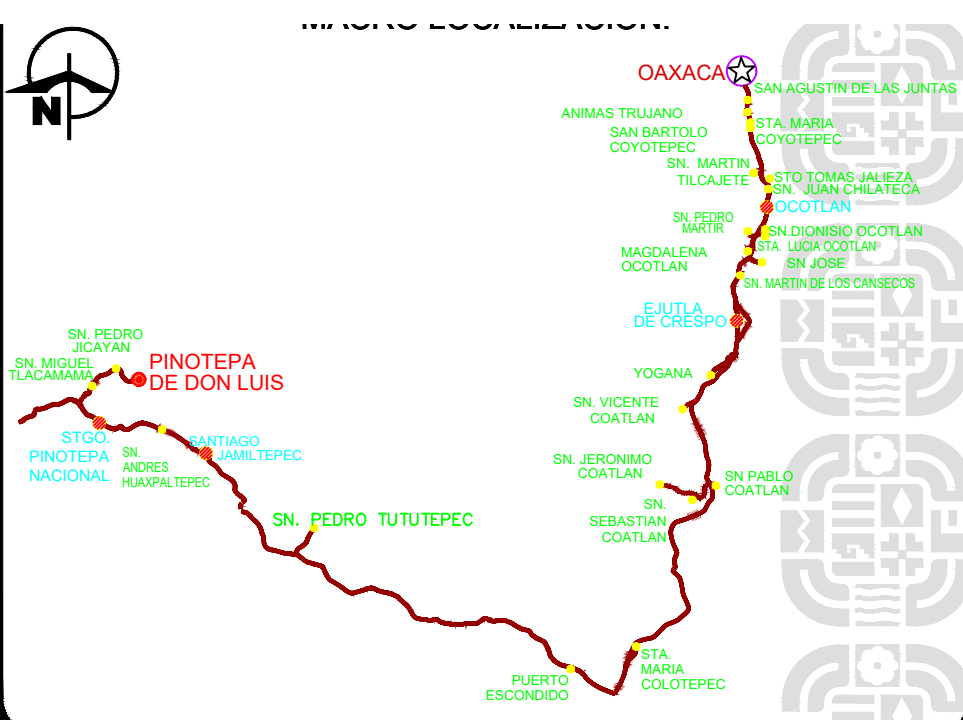 MACRO LOCALIZACION.
N
OAXACA
SAN AGUSTIN DE LAS JUNTAS
ANIMAS TRUJANO
STA. MARIA
COYOTEPEC
SAN BARTOLO
COYOTEPEC
SN. MARTIN
TILCAJETE
STO TOMAS JALIEZA
SN. JUAN CHILATECA
OCOTLAN
SN. PEDRO
MARTIR
SN.DIONISIO OCOTLAN
STA. LUCIA OCOTLAN
MAGDALENA
OCOTLAN
SN JOSE
SN. MARTIN DE LOS CANSECOS
EJUTLA
DE CRESPO
SN. PEDRO
JICAYAN
SN. MIGUEL
TLACAMAMA
PINOTEPA
DE DON LUIS
YOGANA
SN. VICENTE
COATLAN
STGO.
PINOTEPA
NACIONAL
SN.
ANDRES
HUAXPALTEPEC
SANTIAGO
JAMILTEPEC
SN. JERONIMO
COATLAN
SN PABLO
COATLAN
SN.
SEBASTIAN
COATLAN
SN. PEDRO TUTUTEPEC
STA.
MARIA
COLOTEPEC
PUERTO
ESCONDIDO